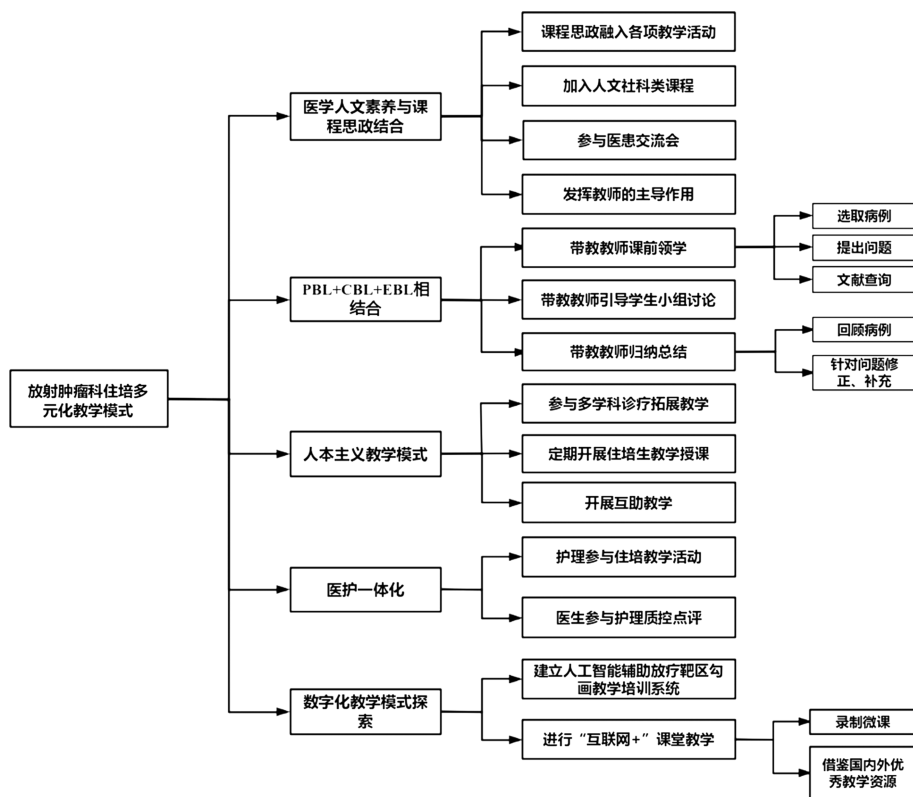 放射肿瘤科住培多
元化教学模式
医学人文素养与课
程思政结合
课程思政融入各项教学活动
加入人文社科类课程
参与医患交流会
发挥教师的主导作用
PBL+CBL+EBL相
结合
带教教师课前领学
选取病例
提出问题
文献查询
带教教师引导学生小组讨论
带教教师归纳总结
回顾病例
针对问题修
正、补充
人本主义教学模式
参与多学科诊疗拓展教学
定期开展住培生教学授课
开展互助教学
医护一体化
护理参与住培教学活动
医生参与护理质控点评
数字化教学模式探
索
建立人工智能辅助放疗靶区勾
画教学培训系统
进行“互联网+”课堂教学
录制微课
借鉴国内外优
秀教学资源